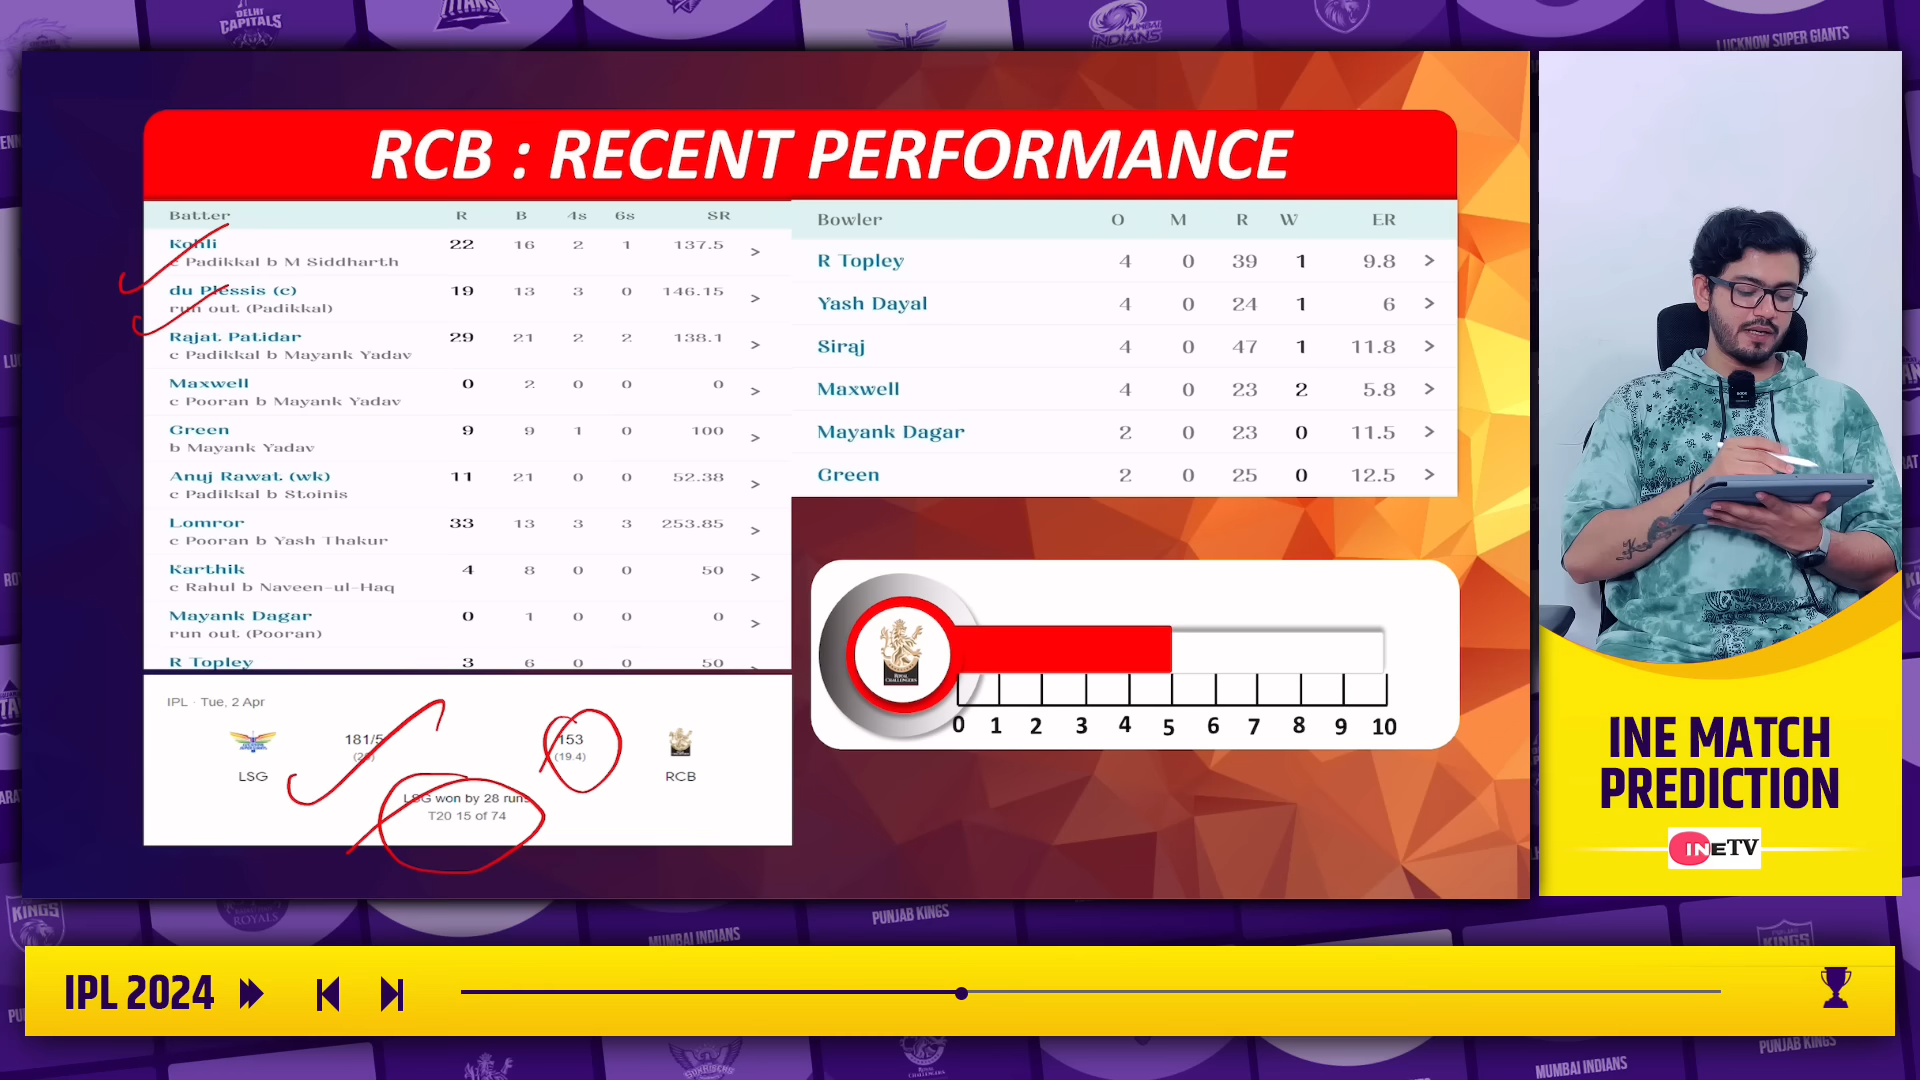 DELHI CAPITALS
TITANS
MUMBAI INDIANS
LUCKNOW SUPER GIANTS
RCB : RECENT PERFORMANCE
Batter R B 4s 6s SR
Kohli 22 16 2 1 137.5 >
c Padikkal b M Siddharth
du Plessis (c) 19 13 3 0 146.15 >
run out (Padikkal)
Rajat Patidar 29 21 2 2 138.1 >
c Padikkal b Mayank Yadav
Maxwell 0 2 0 0 0 >
c Pooran b Mayank Yadav
Green 9 9 1 0 100 >
b Mayank Yadav
Anuj Rawat (wk) 11 21 0 0 52.38 >
c Padikkal b Stoinis
Lomror 33 13 3 3 253.85 >
c Pooran b Yash Thakur
Karthik 4 8 0 0 50 >
c Rahul b Naveen-ul-Haq
Mayank Dagar 0 1 0 0 0 >
run out (Pooran)
R Topley 3 6 0 0 50
Bowler O M R W ER
R Topley 4 0 39 1 9.8 >
Yash Dayal 4 0 24 1 6 >
Siraj 4 0 47 1 11.8 >
Maxwell 4 0 23 2 5.8 >
Mayank Dagar 2 0 23 0 11.5 >
Green 2 0 25 0 12.5 >
IPL · Tue, 2 Apr
181/5 153
(20) (19.4)
LSG RCB
LSG won by 28 runs
T20 15 of 74
0 1 2 3 4 5 6 7 8 9 10
INE MATCH
PREDICTION
INETV
KINGS
ROYALS
MUMBAI INDIANS
PUNJAB KINGS
KINGS
IPL 2024
PUNJAB KINGS
MUMBAI INDIANS